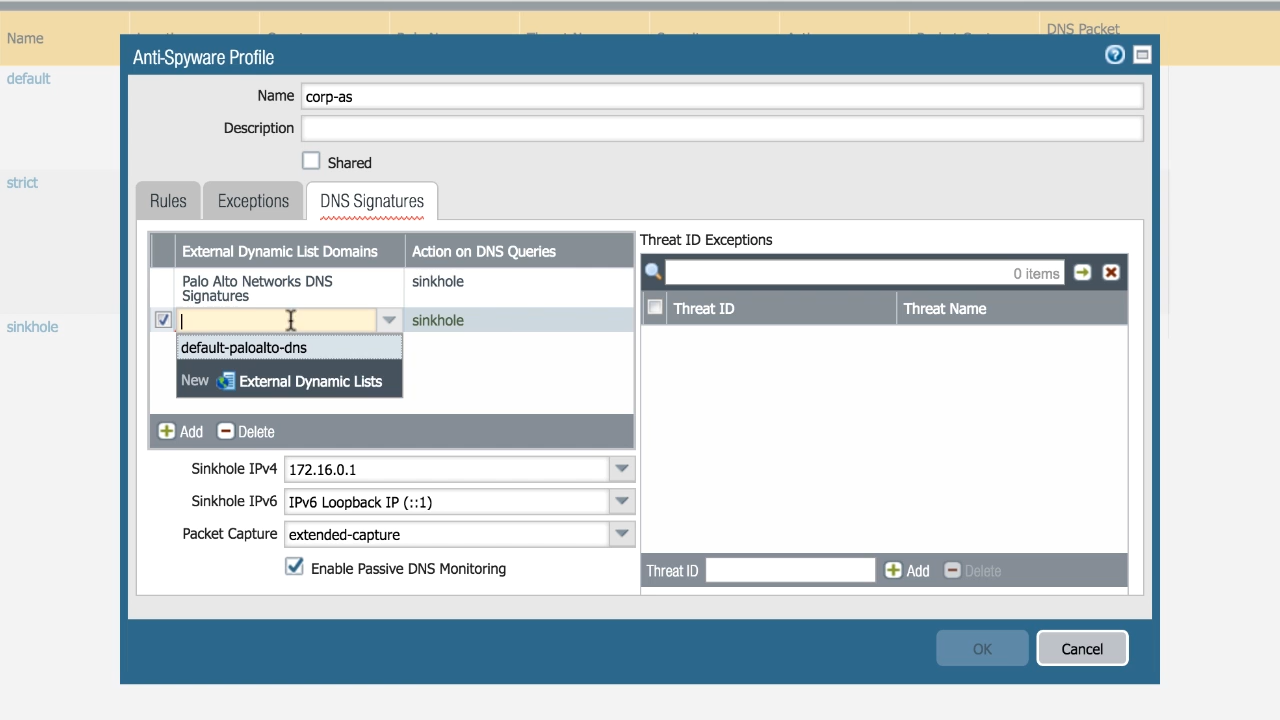 DNS Packet
Name
default
strict
sinkhole
Anti-Spyware Profile
Name corp-as
Description
Shared
Rules Exceptions DNS Signatures
External Dynamic List Domains Action on DNS Queries
Palo Alto Networks DNS Signatures sinkhole
sinkhole
default-paloalto-dns
New External Dynamic Lists
Add Delete
Sinkhole IPv4 172.16.0.1
Sinkhole IPv6 IPv6 Loopback IP (::1)
Packet Capture extended-capture
Enable Passive DNS Monitoring
Threat ID Exceptions
0 items
Threat ID Threat Name
Threat ID Add Delete
OK Cancel